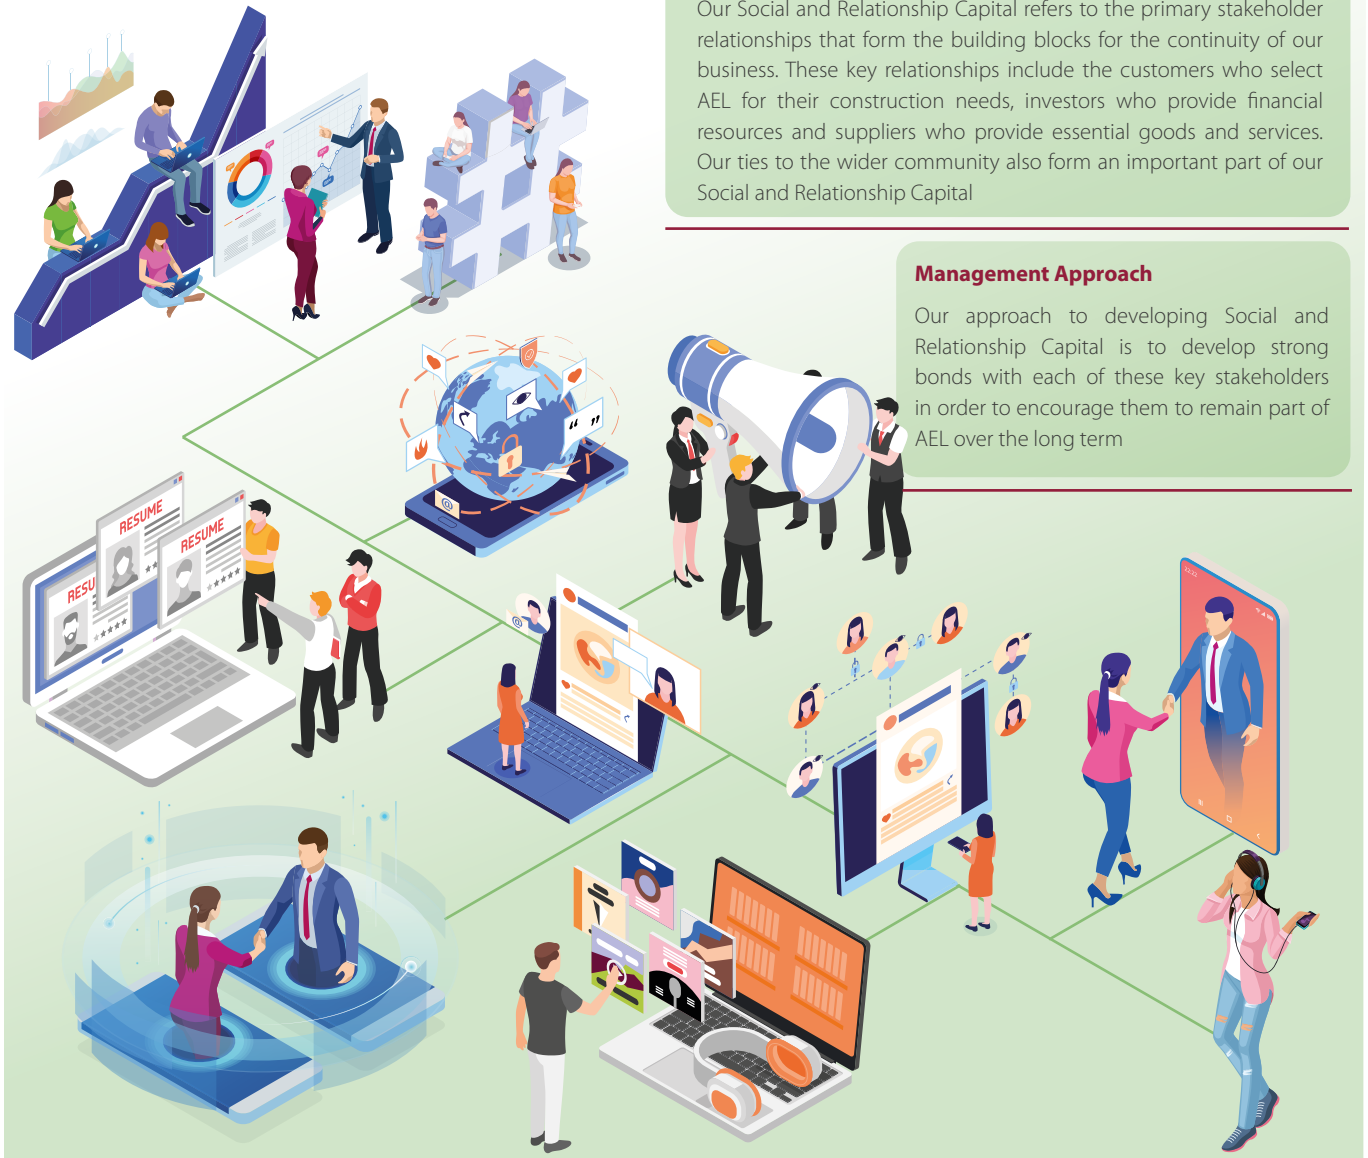 Our Social and Relationship Capital refers to the primary stakeholder
relationships that form the building blocks for the continuity of our
business. These key relationships include the customers who select
AEL for their construction needs, investors who provide financial
resources and suppliers who provide essential goods and services.
Our ties to the wider community also form an important part of our
Social and Relationship Capital
Management Approach
Our approach to developing Social and
Relationship Capital is to develop strong
bonds with each of these key stakeholders
in order to encourage them to remain part of
AEL over the long term
RESUME
RESUME
RESU